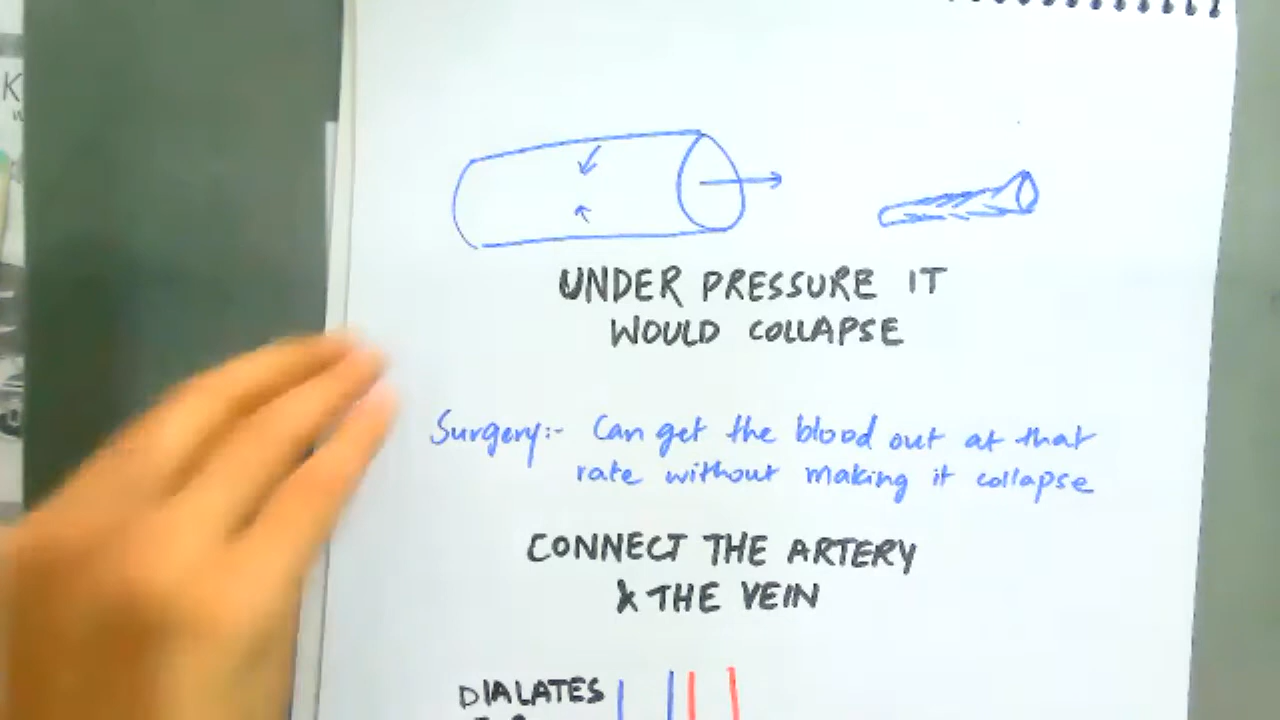 UNDER PRESSURE IT
WOULD COLLAPSE
Surgery:- Can get the blood out at that
rate without making it collapse
CONNECT THE ARTERY
& THE VEIN
DIALATES